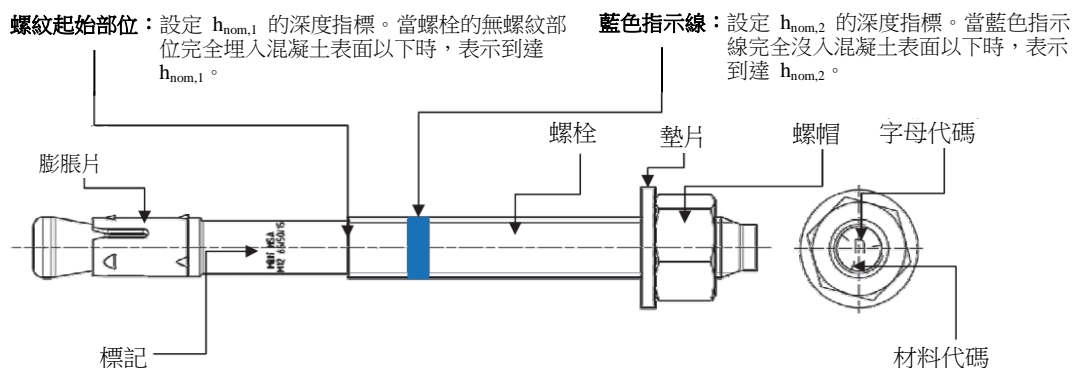 螺紋起始部位：設定 hnom,1 的深度指標。當螺栓的無螺紋部
位完全埋入混凝土表面以下時，表示到達
hnom,1。
藍色指示線：設定 hnom,2 的深度指標。當藍色指示
線完全沒入混凝土表面以下時，表示
到達 hnom,2。
膨脹片
螺栓
墊片
螺帽
字母代碼
標記
材料代碼